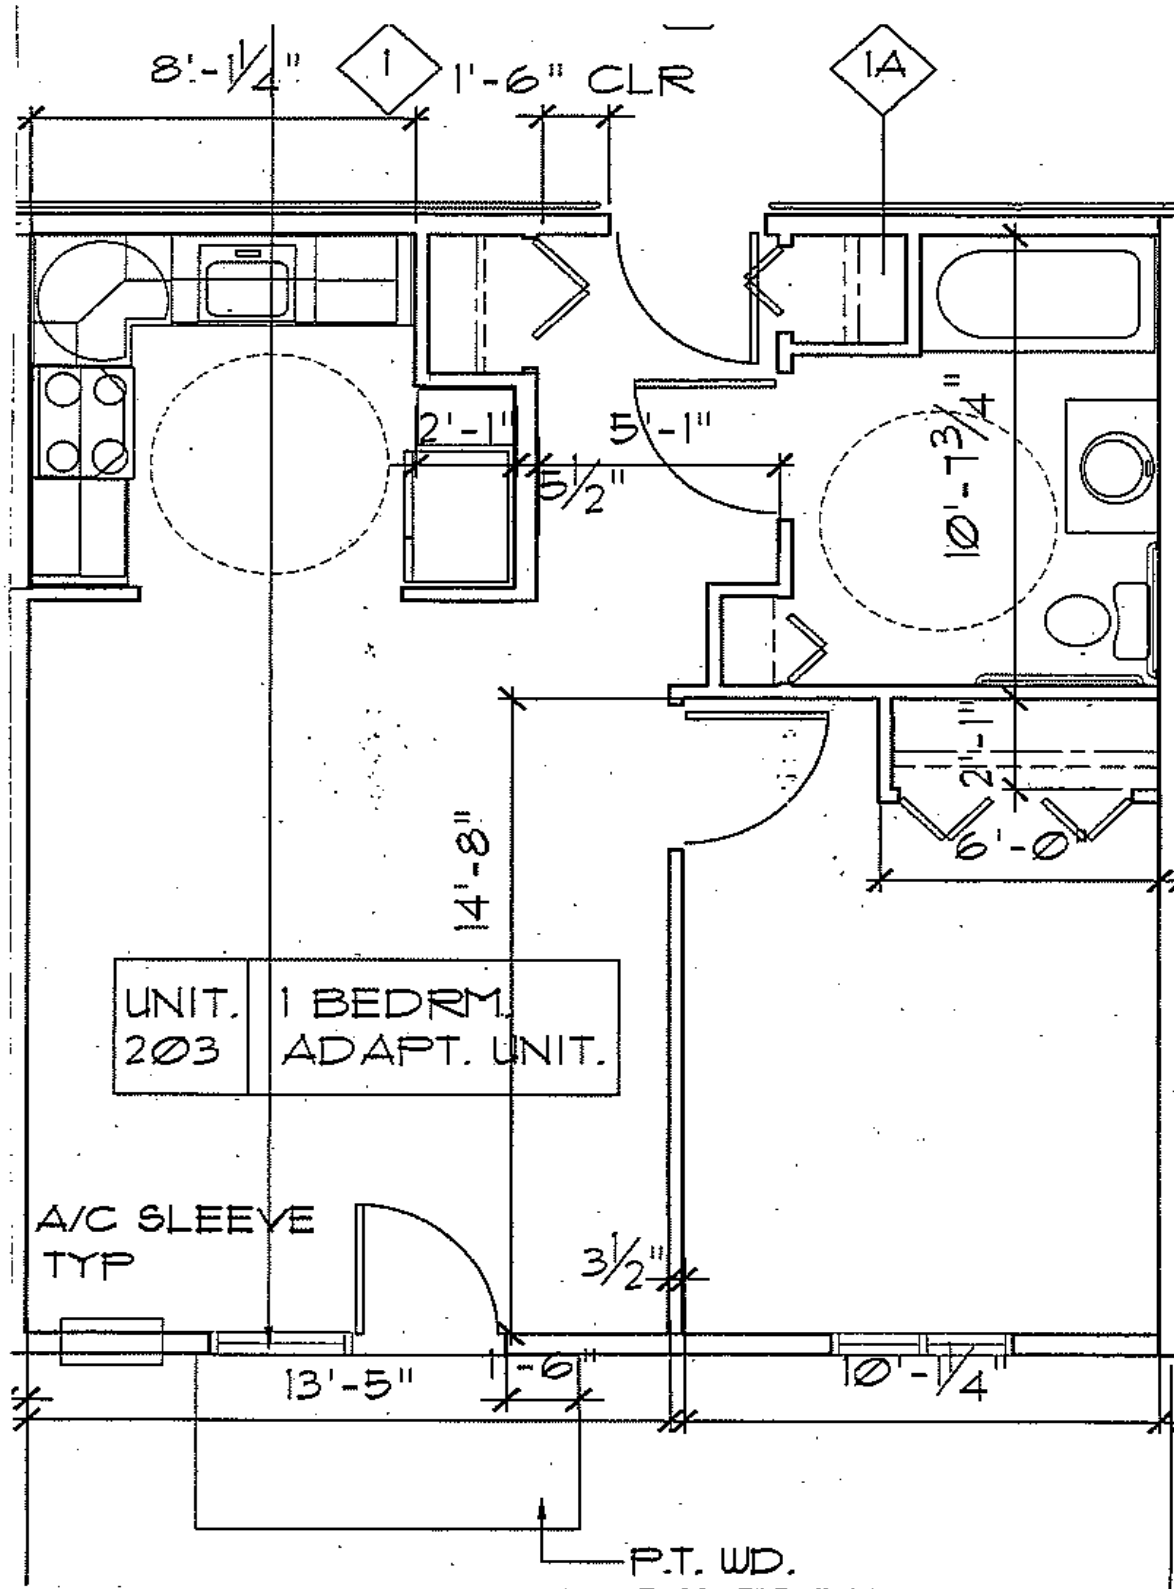 8'-1 1/4"
1
1'-6" CLR
1A
2'-1"
5 1/2"
5'-1"
10'-1 3/4"
2'-1"
6'-0
14'-8"
UNIT.
203
1 BEDRM.
ADAPT. UNIT.
A/C SLEEVE
TYP
3 1/2"
13'-5"
1'-6"
10'-1/4"
P.T. WD.